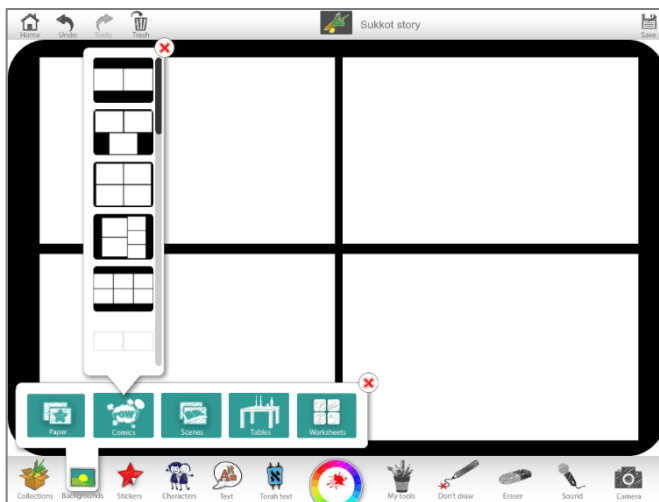 Home Undo Redo Trash Sukkot story Save
POW
Paper Comics Scenes Tables Worksheets
Collections Backgrounds Stickers Characters Text Torah text My tools Don't draw Eraser Sound Camera